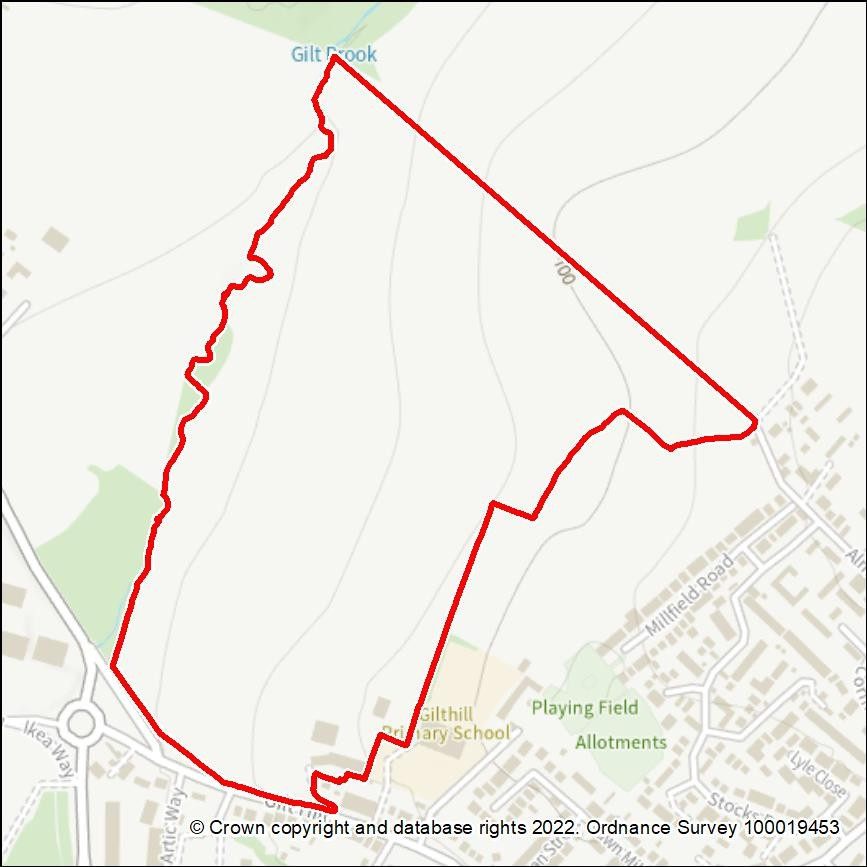 Gilt Brook
100
Millfield Road
Gilthill
Primary School
Playing Field
Allotments
Ikea Way
Artic Way
Lyle Close
© Crown copyright and database rights 2022. Ordnance Survey 100019453